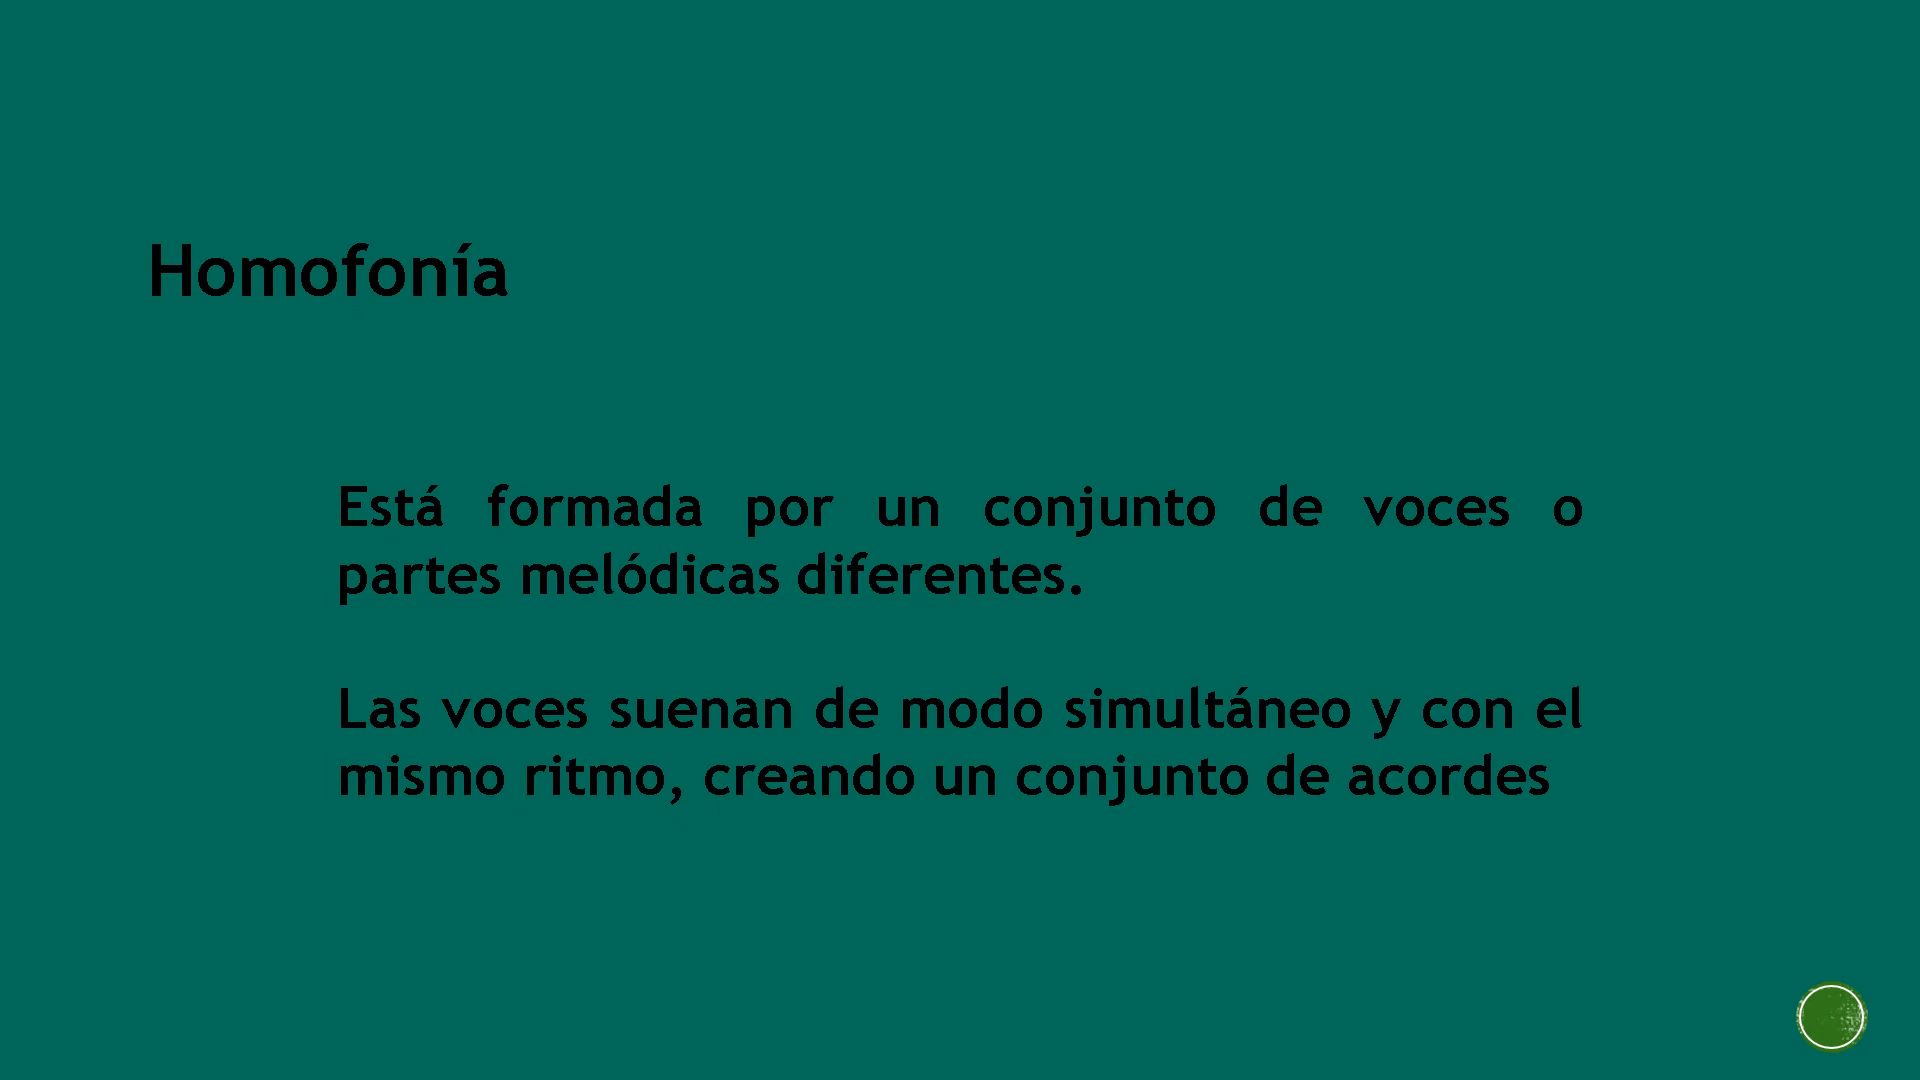 Homofonía
Está formada por un conjunto de voces o
partes melódicas diferentes.
Las voces suenan de modo simultáneo y con el
mismo ritmo, creando un conjunto de acordes